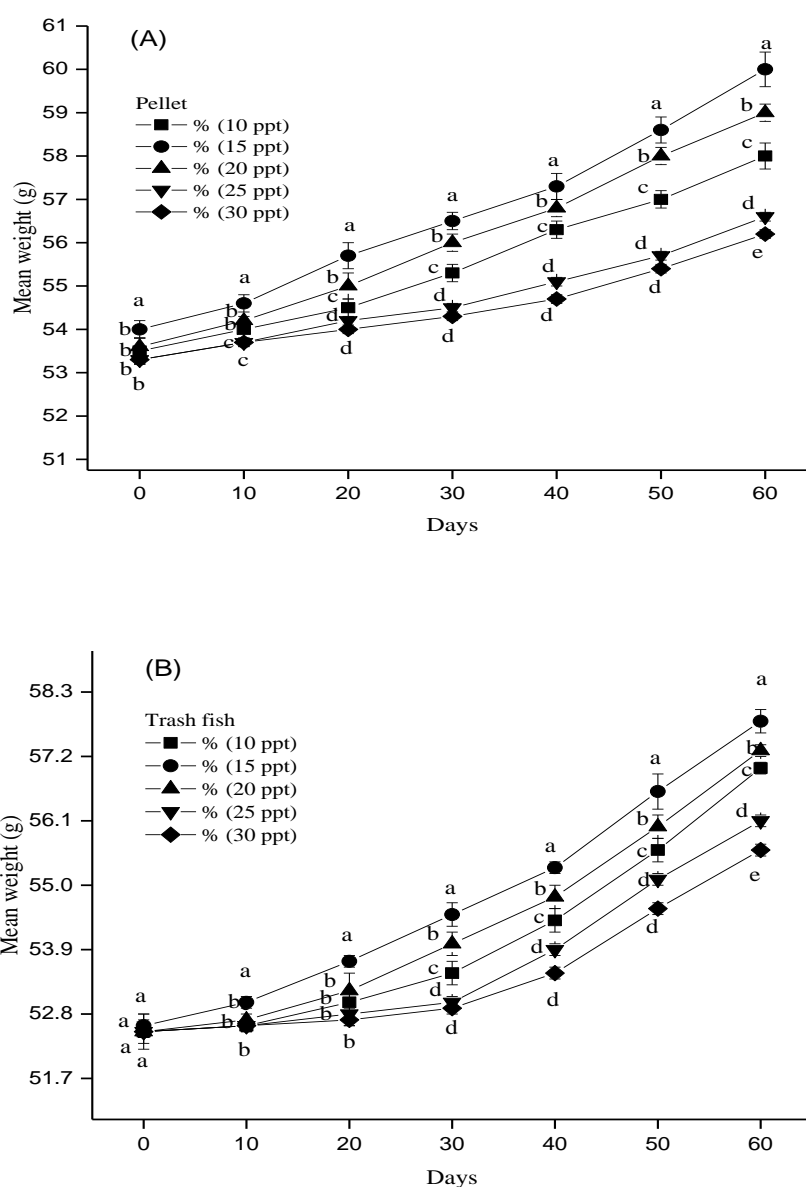 (A)
Pellet
% (10 ppt)
% (15 ppt)
% (20 ppt)
% (25 ppt)
% (30 ppt)
Mean weight (g)
61
60
59
58
57
56
55
54
53
52
51
a a a a a a a
b b b b b b b
b b c c c c c
b c d d d d d
b c d d d d e
0 10 20 30 40 50 60
Days
(B)
Trash fish
% (10 ppt)
% (15 ppt)
% (20 ppt)
% (25 ppt)
% (30 ppt)
Mean weight (g)
58.3
57.2
56.1
55.0
53.9
52.8
51.7
a a a a a a a
a b b b b b b
a b b c c c c
a b b d d d d
b d d d e
0 10 20 30 40 50 60
Days